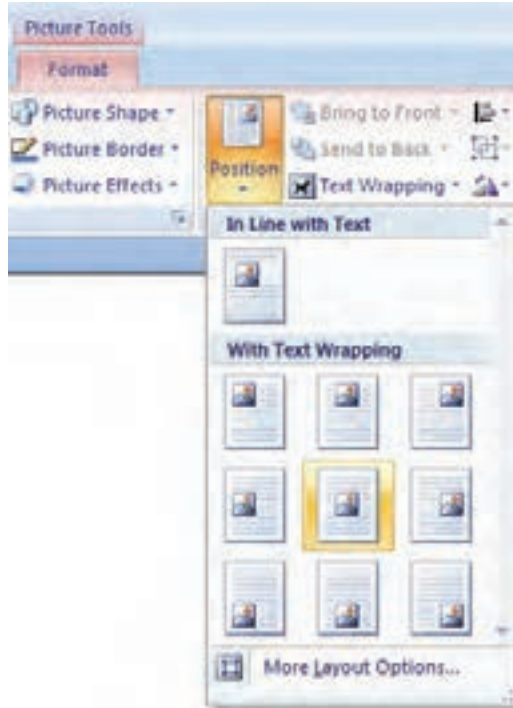 Picture Tools
Format
Picture Shape
Picture Border
Picture Effects
Position
Bring to Front
Send to Back
Text Wrapping
In Line with Text
With Text Wrapping
More Layout Options...